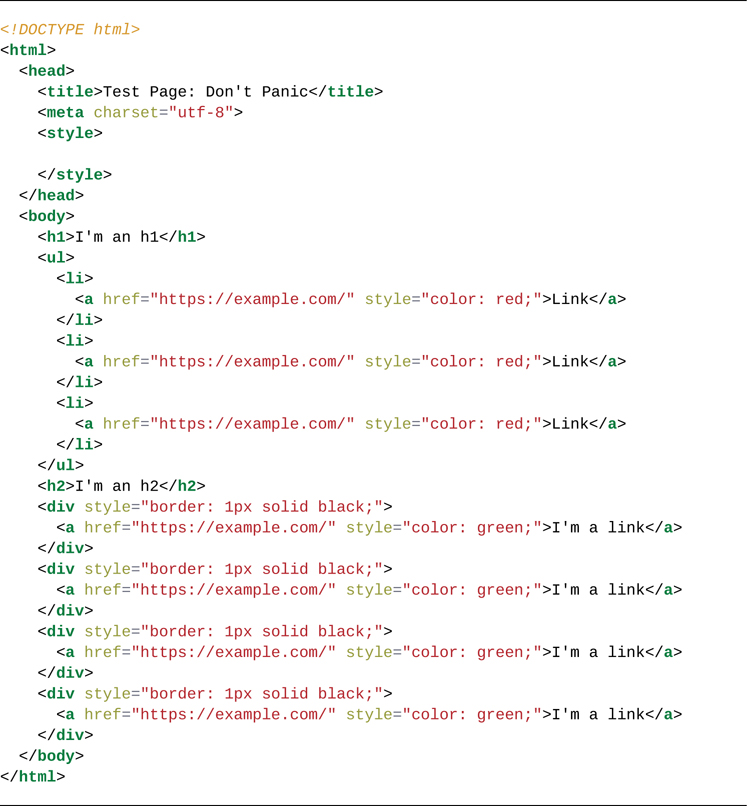 <!DOCTYPE html>
<html>
  <head>
    <title>Test Page: Don't Panic</title>
    <meta charset="utf-8">
    <style>

    </style>
  </head>
  <body>
    <h1>I'm an h1</h1>
    <ul>
      <li>
        <a href="https://example.com/" style="color: red;">Link</a>
      </li>
      <li>
        <a href="https://example.com/" style="color: red;">Link</a>
      </li>
      <li>
        <a href="https://example.com/" style="color: red;">Link</a>
      </li>
    </ul>
    <h2>I'm an h2</h2>
    <div style="border: 1px solid black;">
      <a href="https://example.com/" style="color: green;">I'm a link</a>
    </div>
    <div style="border: 1px solid black;">
      <a href="https://example.com/" style="color: green;">I'm a link</a>
    </div>
    <div style="border: 1px solid black;">
      <a href="https://example.com/" style="color: green;">I'm a link</a>
    </div>
    <div style="border: 1px solid black;">
      <a href="https://example.com/" style="color: green;">I'm a link</a>
    </div>
  </body>
</html>